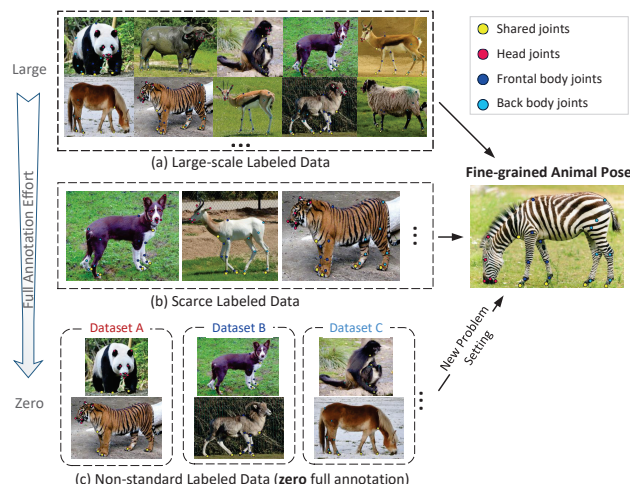 Large
Full Annotation Effort
Zero
(a) Large-scale Labeled Data
Shared joints
Head joints
Frontal body joints
Back body joints
Fine-grained Animal Pose
(b) Scarce Labeled Data
Dataset A
Dataset B
Dataset C
New Problem
Setting
(c) Non-standard Labeled Data (zero full annotation)